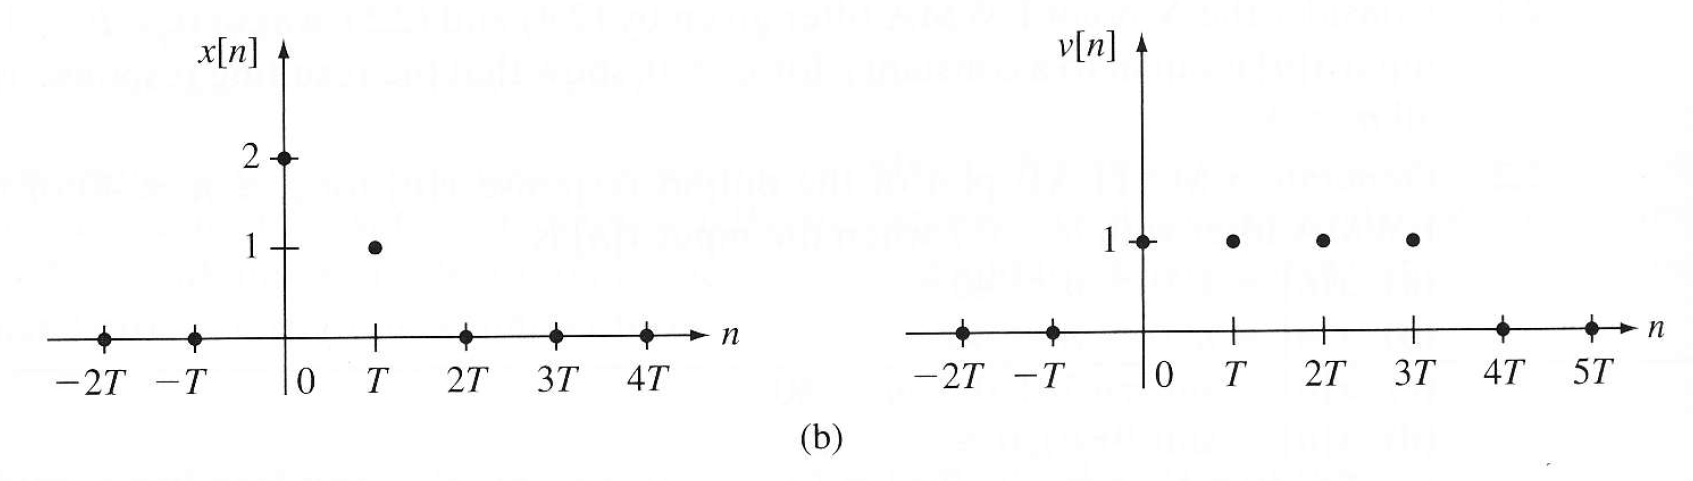 x[n] v[n]
2
1 1
n n
−2T −T 0 T 2T 3T 4T −2T −T 0 T 2T 3T 4T 5T
(b)